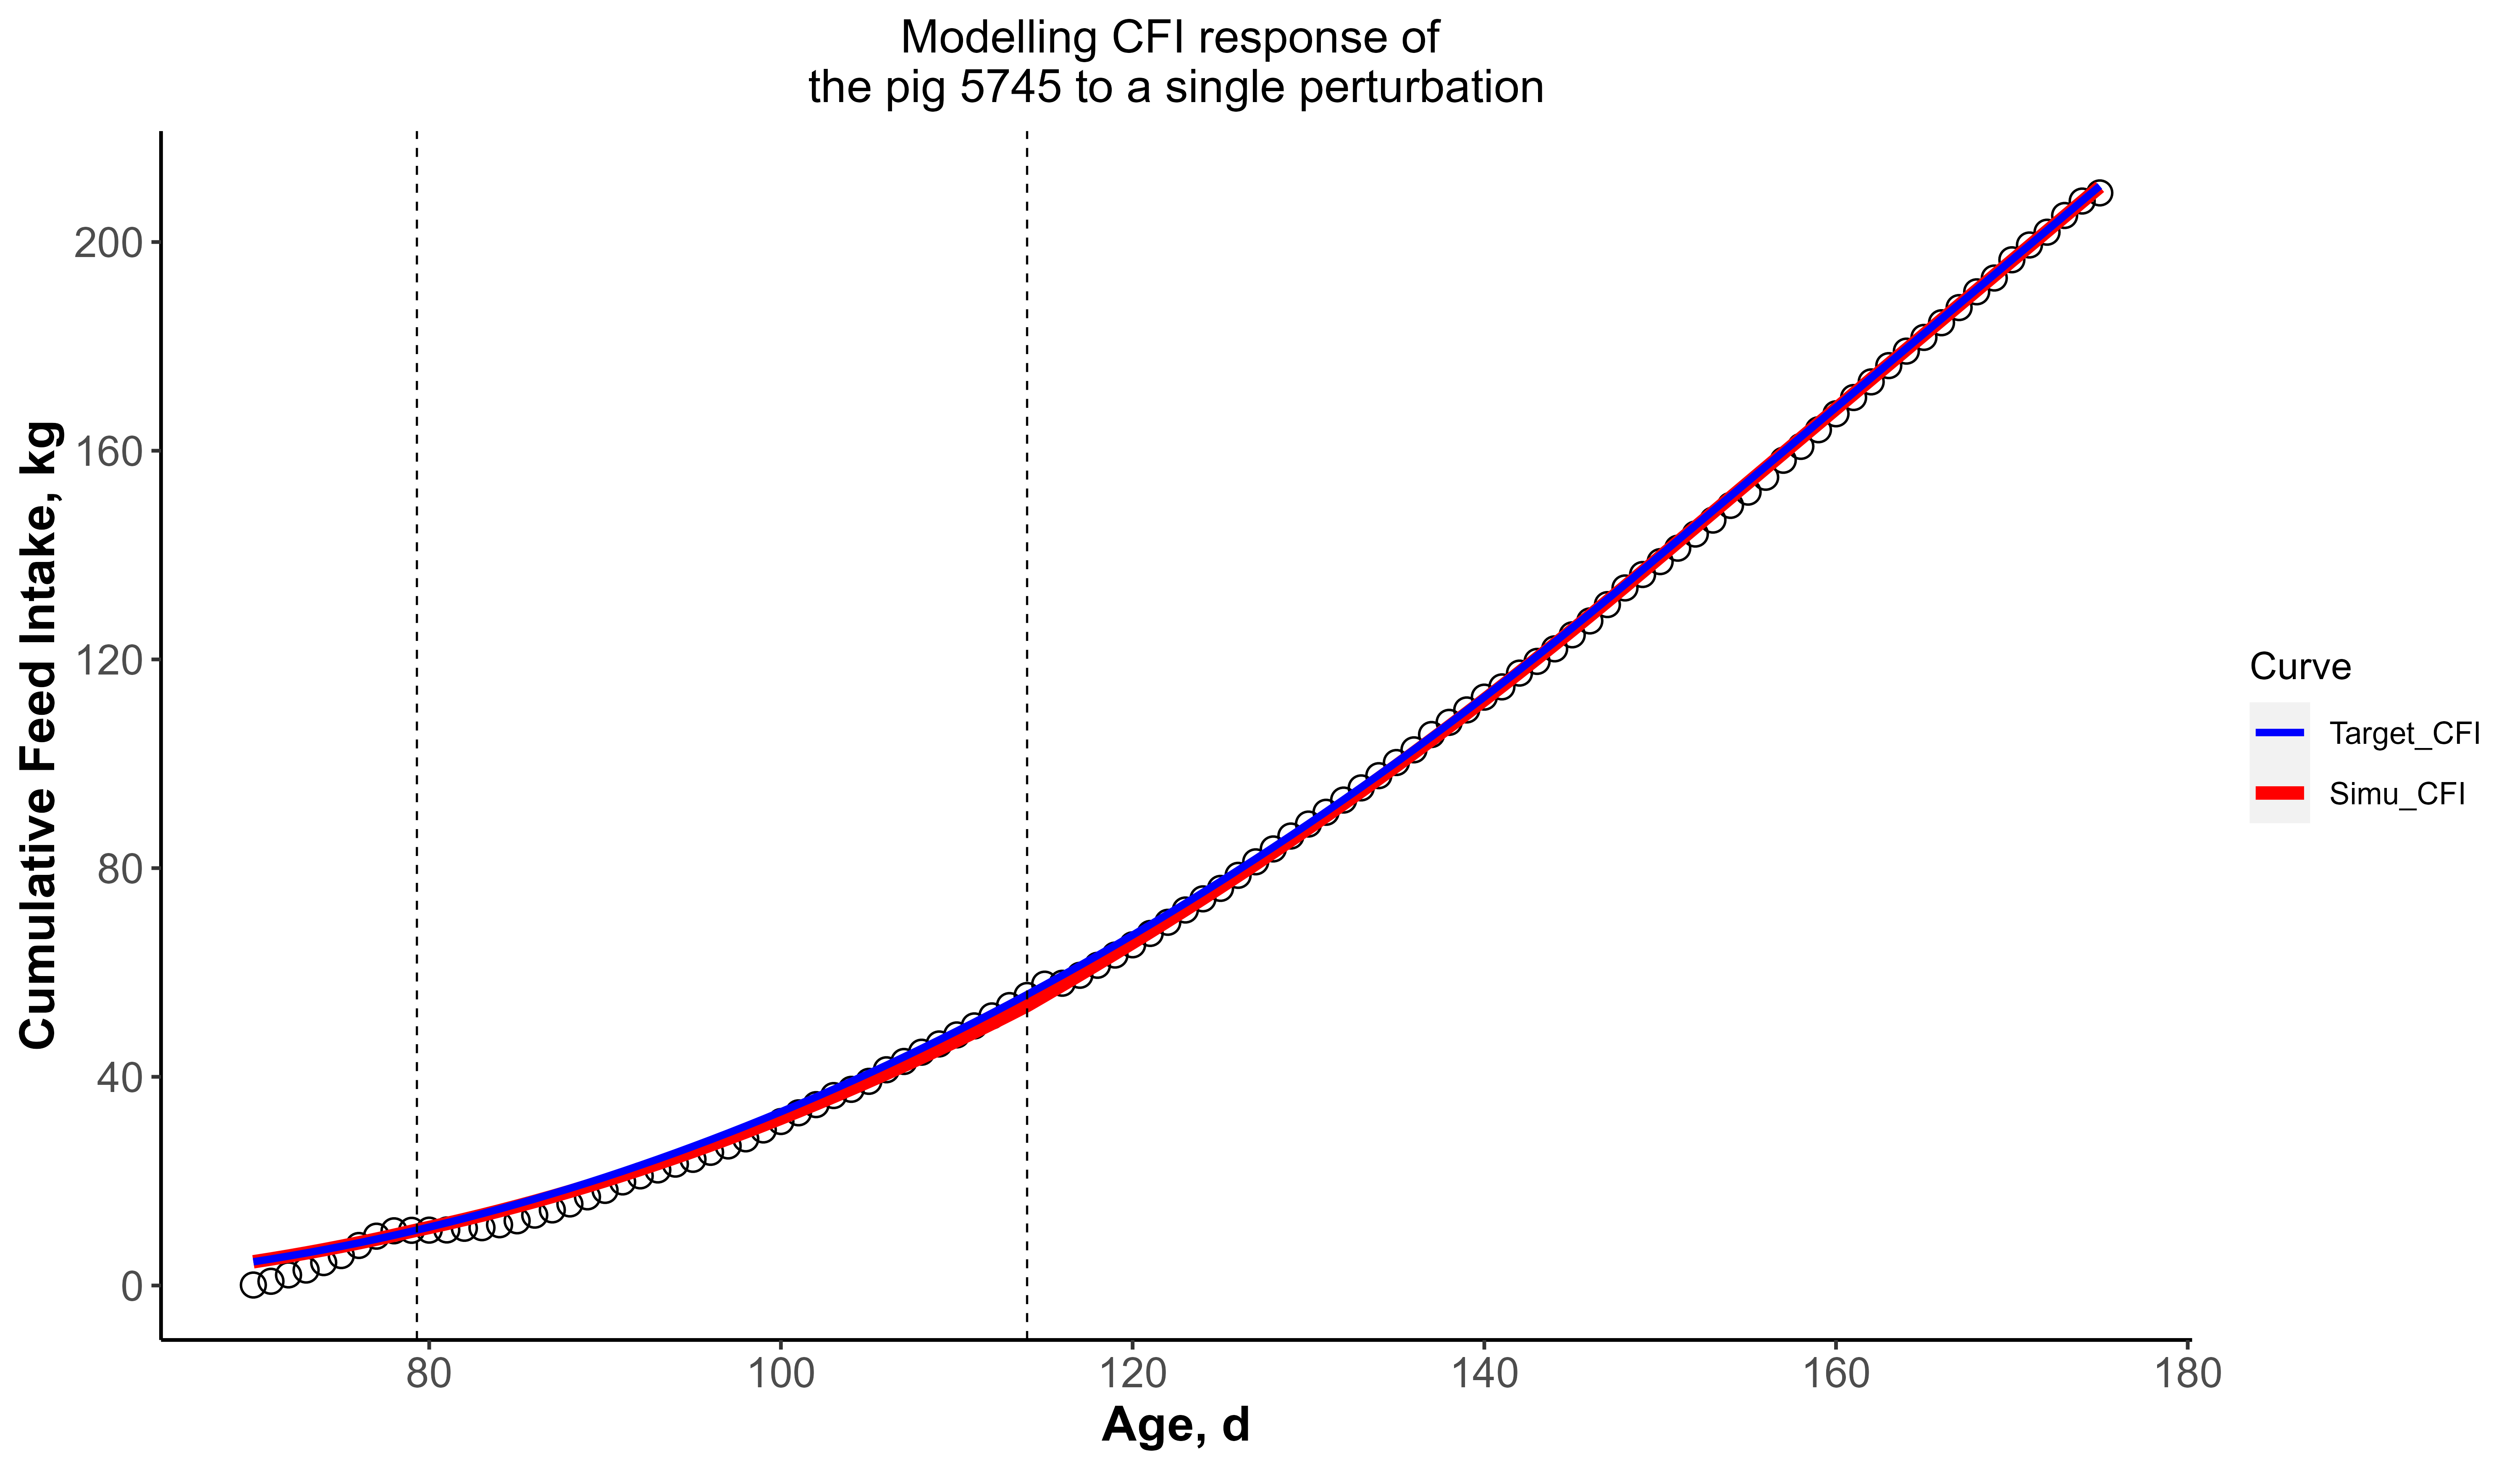 Modelling CFI response of
the pig 5745 to a single perturbation
Cumulative Feed Intake, kg
200
160
120
80
40
0
80
100
120
140
160
180
Age, d
Curve
Target_CFI
Simu_CFI